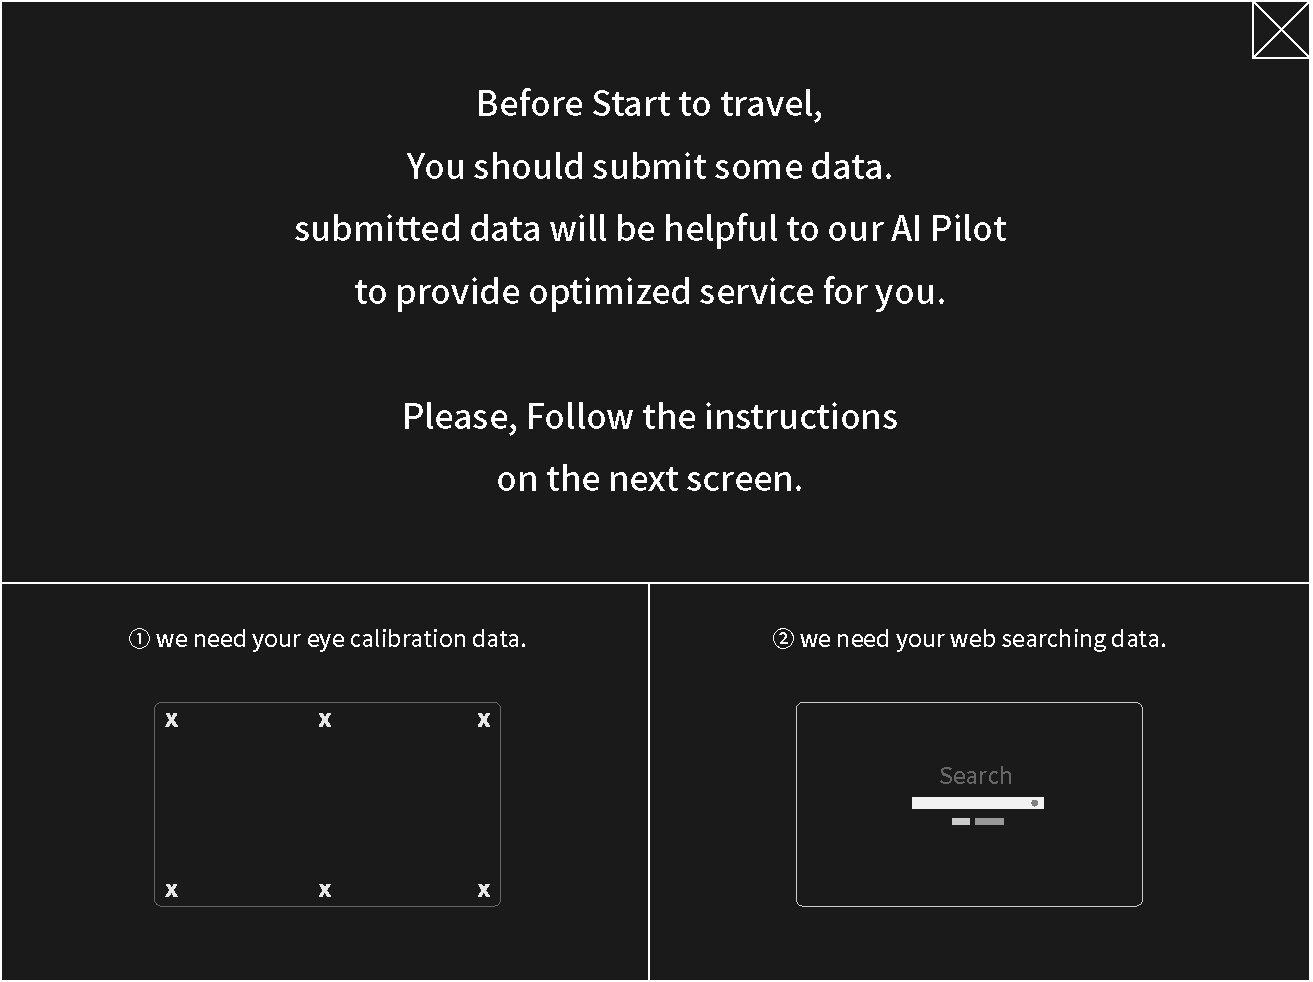 Before Start to travel,
You should submit some data.
submitted data will be helpful to our AI Pilot
to provide optimized service for you.
Please, Follow the instructions
on the next screen.
① we need your eye calibration data.
② we need your web searching data.
x x x
x x x
Search